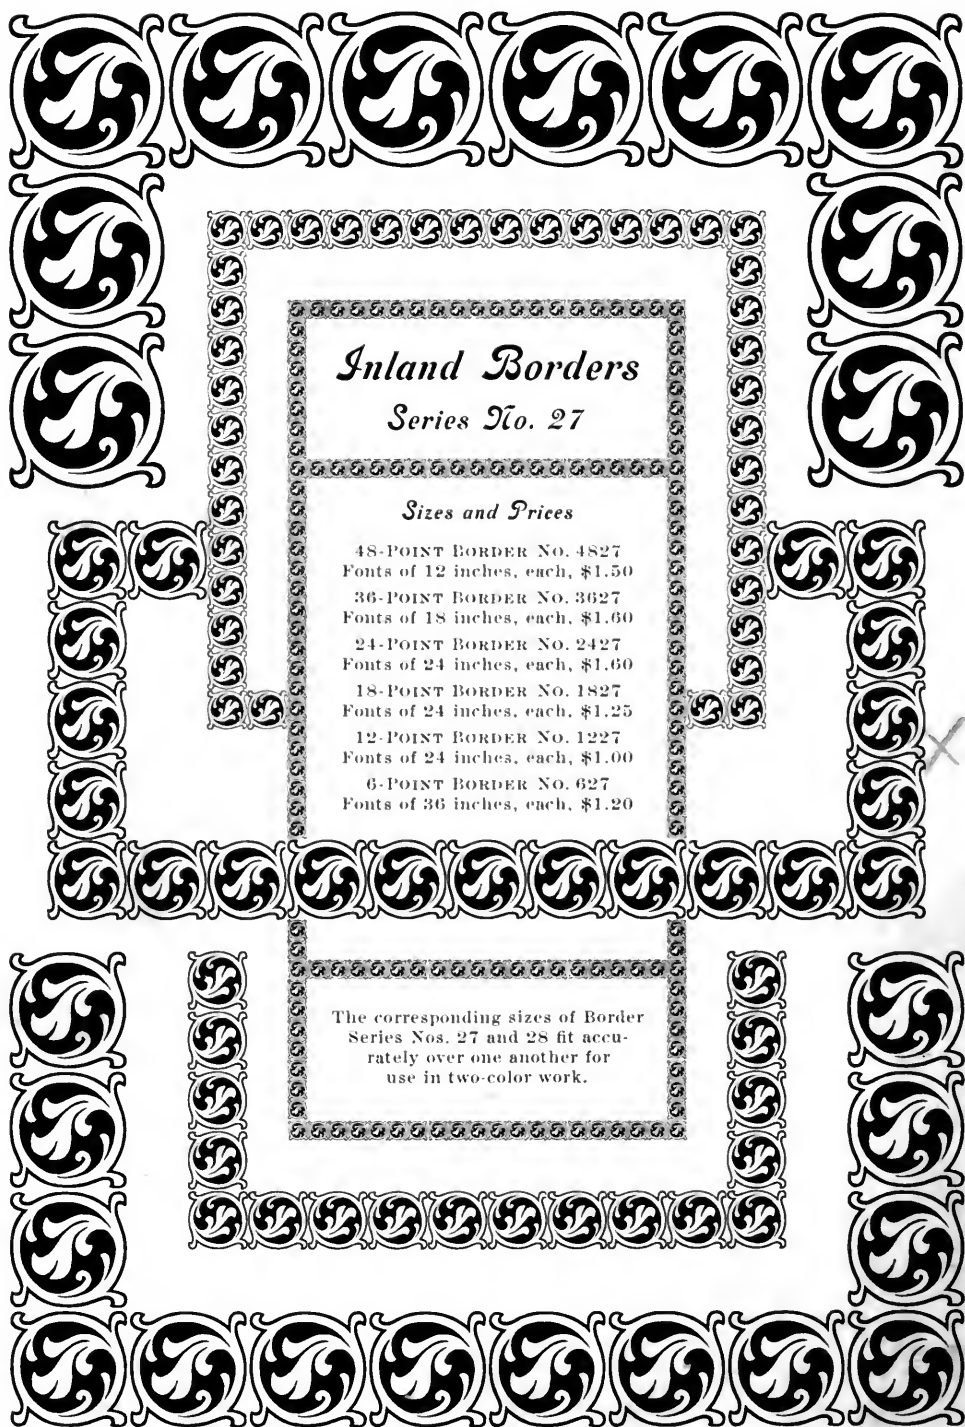 Inland Borders
Series No. 27
Sizes and Prices
48-POINT BORDER NO. 4827
Fonts of 12 inches, each, $1.50
36-POINT BORDER NO. 3627
Fonts of 18 inches, each, $1.60
24-POINT BORDER NO. 2427
Fonts of 24 inches, each, $1.60
18-POINT BORDER NO. 1827
Fonts of 24 inches, each, $1.25
12-POINT BORDER NO. 1227
Fonts of 24 inches, each, $1.00
6-POINT BORDER NO. 627
Fonts of 36 inches, each, $1.20
The corresponding sizes of Border
Series Nos. 27 and 28 fit accu-
rately over one another for
use in two-color work.